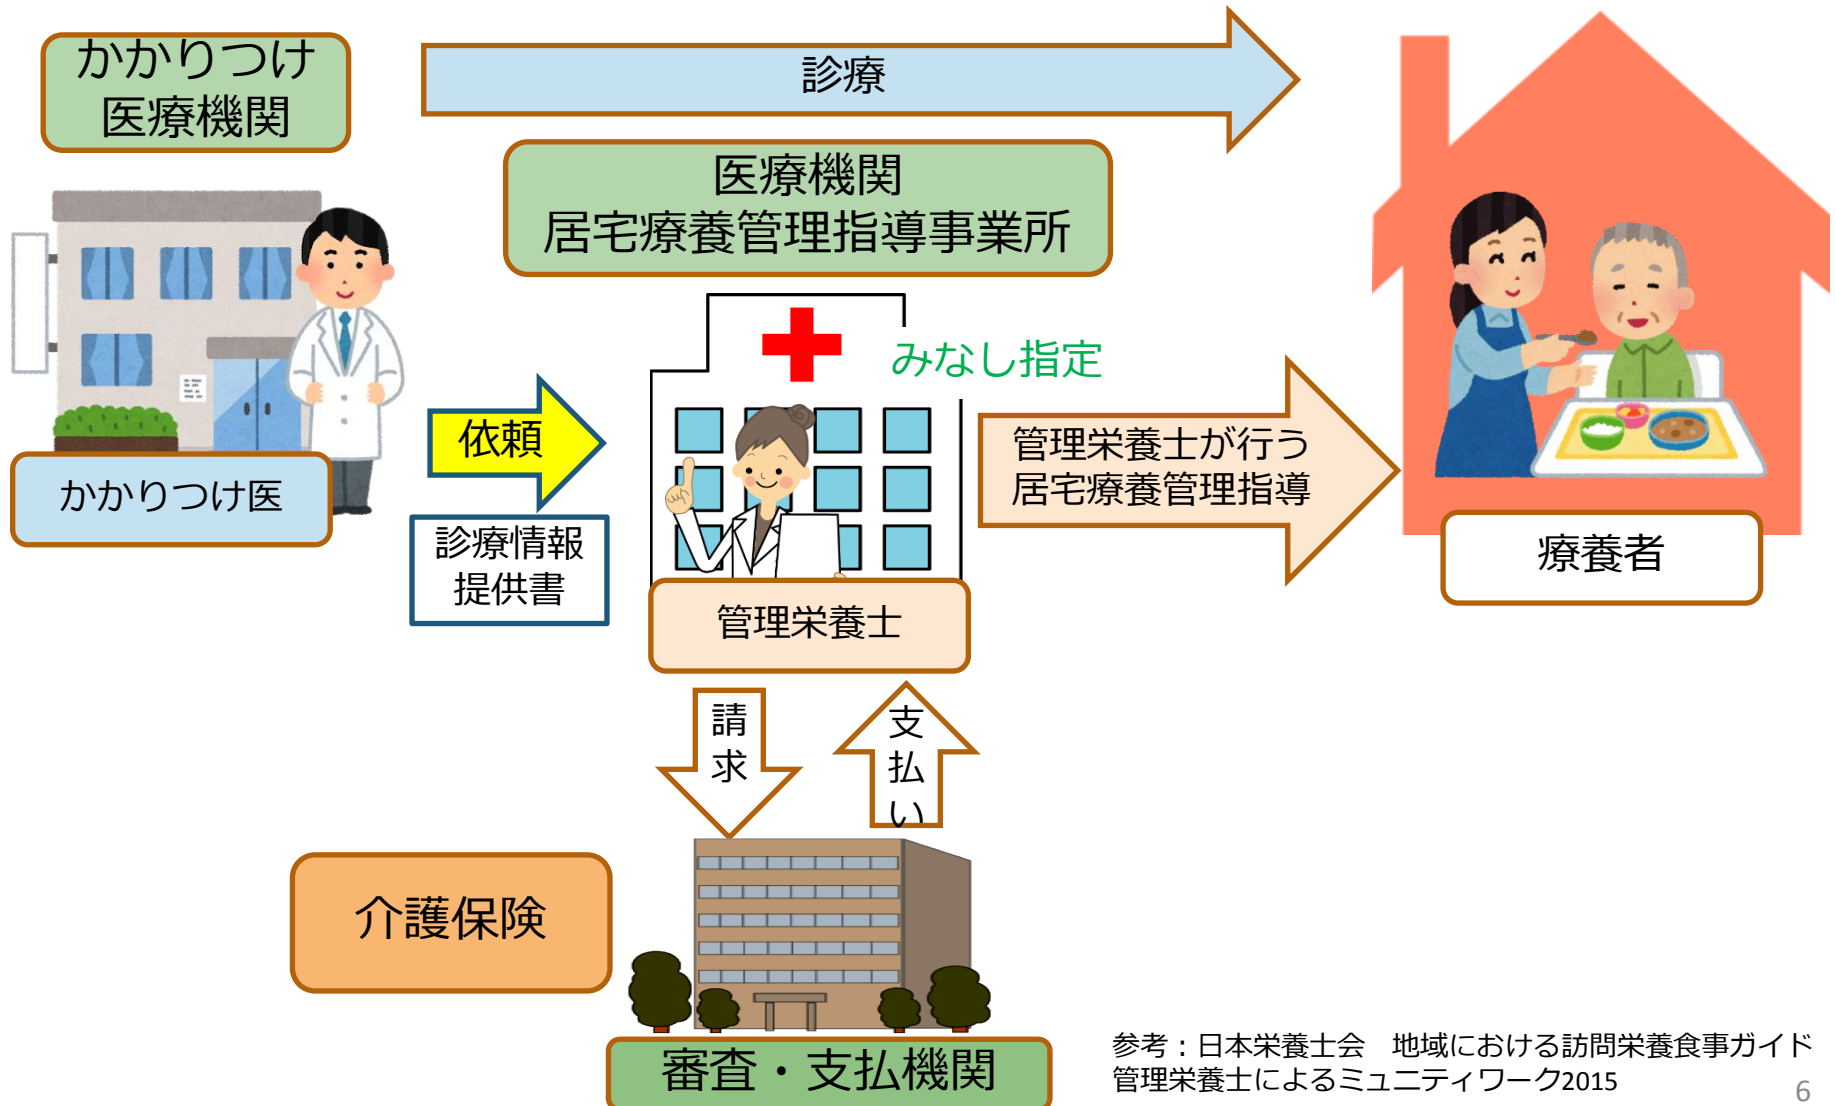 かかりつけ
医療機関
診療
医療機関
居宅療養管理指導事業所
みなし指定
依頼
管理栄養士が行う
居宅療養管理指導
かかりつけ医
診療情報
提供書
療養者
管理栄養士
請求
支払い
介護保険
審査・支払機関
参考：日本栄養士会　地域における訪問栄養食事ガイド
管理栄養士によるミュニティワーク2015
6